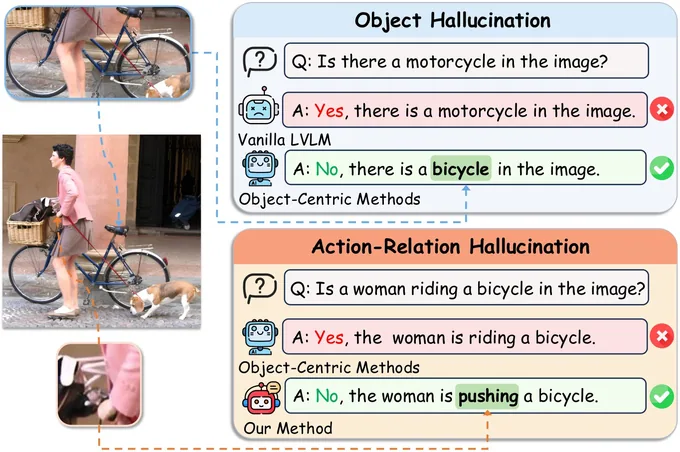 Object Hallucination
Q: Is there a motorcycle in the image?
A: Yes, there is a motorcycle in the image.
Vanilla LVLM
A: No, there is a bicycle in the image.
Object-Centric Methods
Action-Relation Hallucination
Q: Is a woman riding a bicycle in the image?
A: Yes, the woman is riding a bicycle.
Object-Centric Methods
A: No, the woman is pushing a bicycle.
Our Method